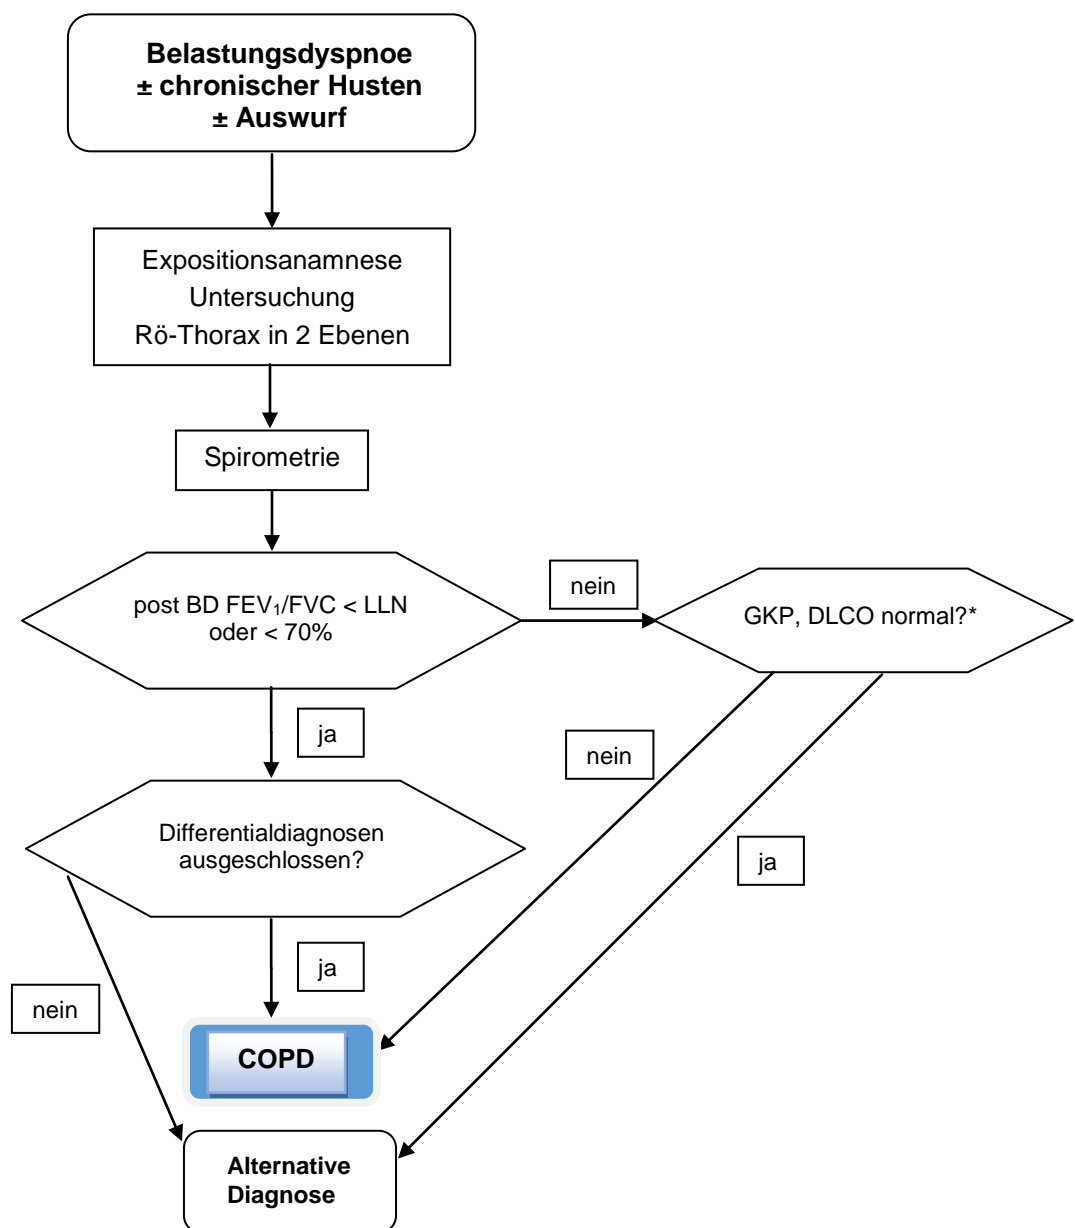 Belastungsdyspnoe
± chronischer Husten
± Auswurf
Expositionsanamnese
Untersuchung
Rö-Thorax in 2 Ebenen
Spirometrie
post BD FEV₁/FVC < LLN
oder < 70%
nein
GKP, DLCO normal?*
ja
nein
Differentialdiagnosen
ausgeschlossen?
ja
ja
nein
COPD
Alternative
Diagnose